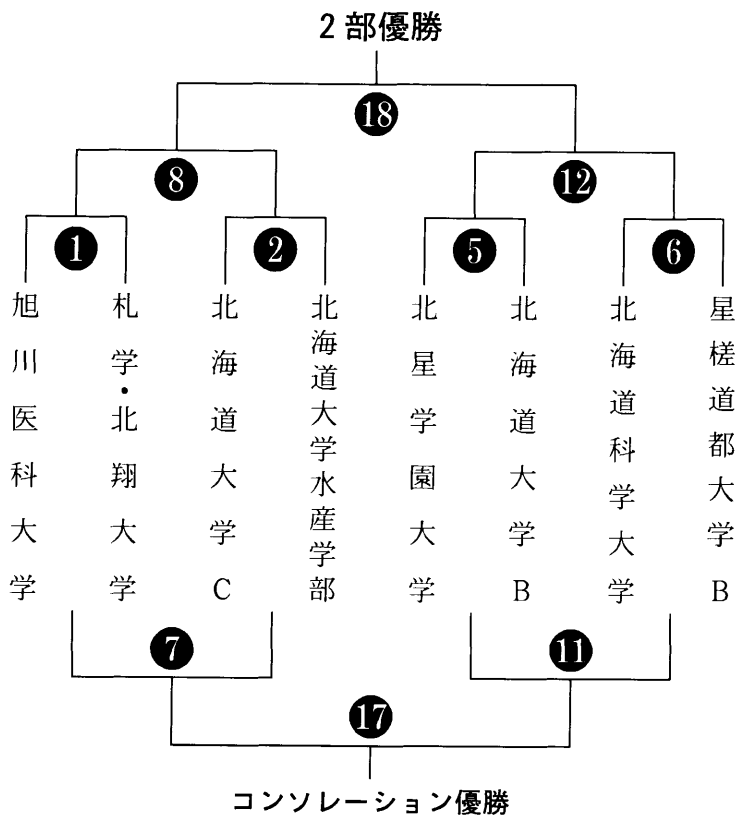 2部優勝
18
8
12
1
2
5
6
旭川医科大学
札学・北翔大学
北海道大学C
北海道大学水産学部
北星学園大学
北海道大学B
北海道科学大学
星槎道都大学B
7
11
17
コンソレーション優勝